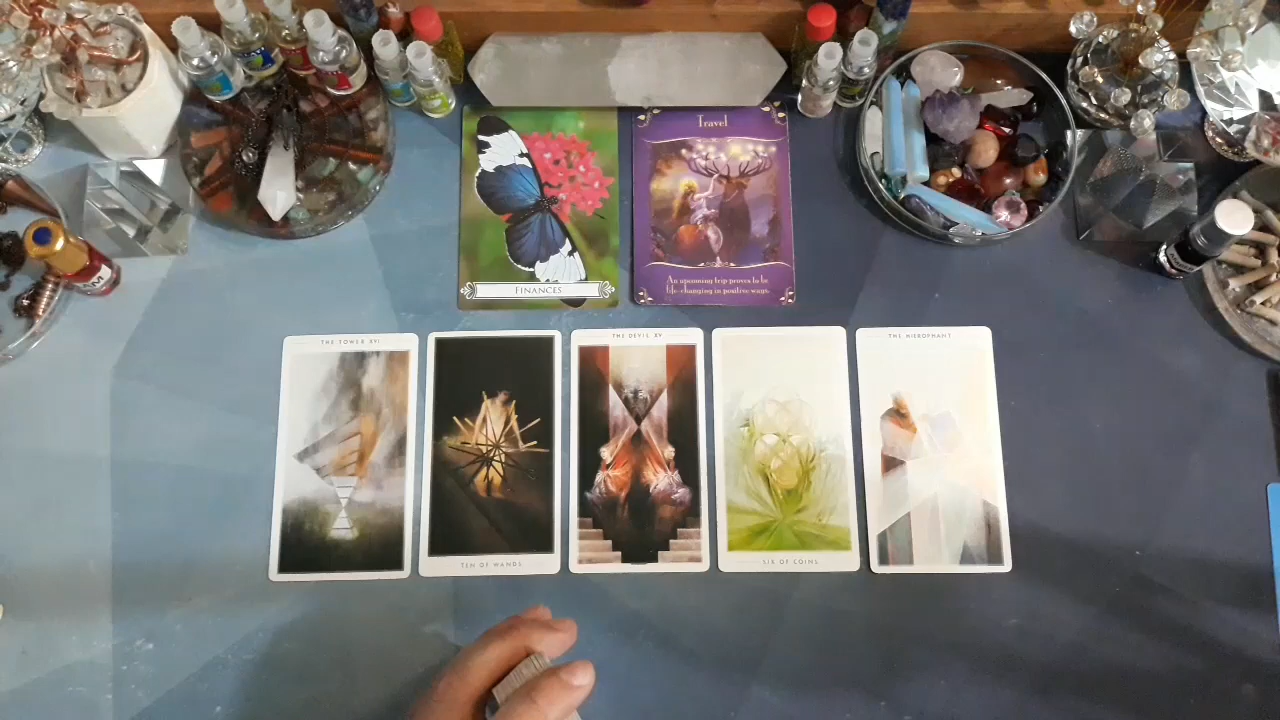 Travel
An upcoming trip proves to be
life-changing in positive ways.
FINANCES
THE TOWER XVI
TEN OF WANDS
THE DEVIL XV
SIX OF COINS
THE HIEROPHANT